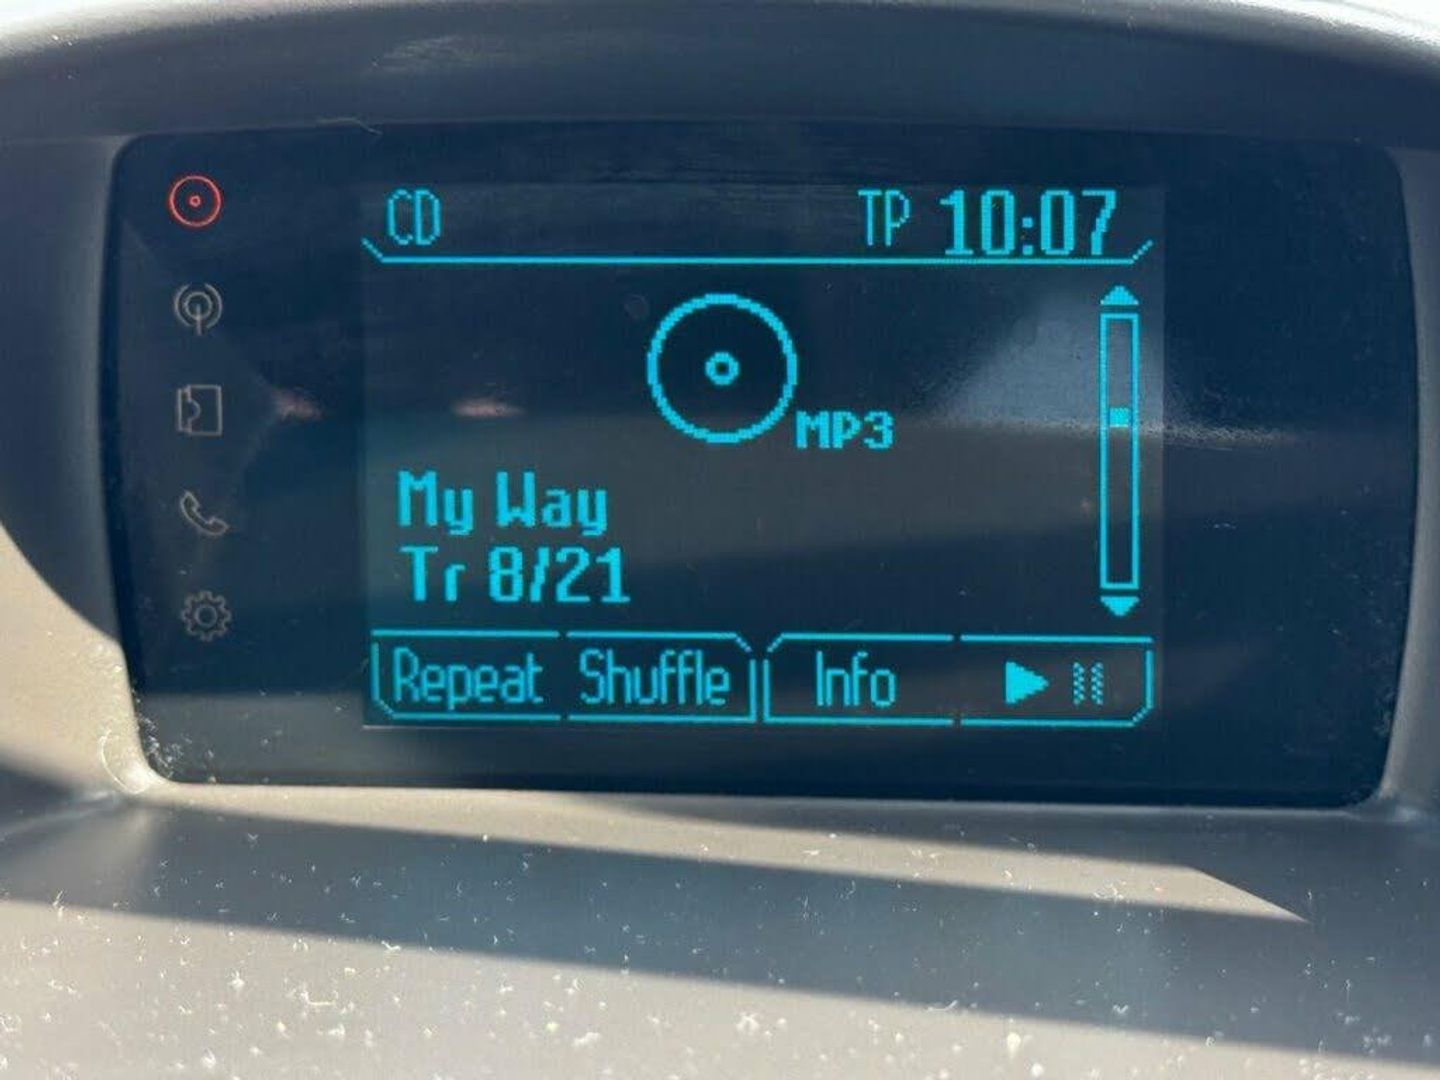 CD TP 10:07
MP3
My Way
Tr 8/21
Repeat Shuffle Info